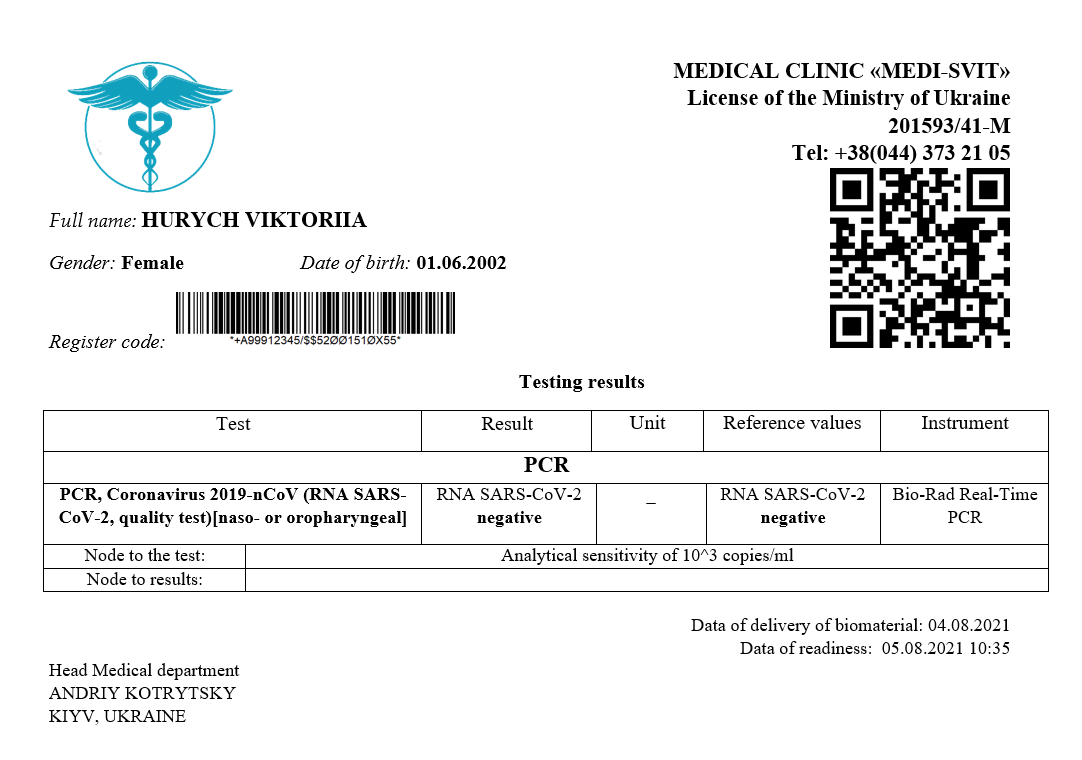 MEDICAL CLINIC «MEDI-SVIT»
License of the Ministry of Ukraine
201593/41-M
Tel: +38(044) 373 21 05
Full name: HURYCH VIKTORIIA
Gender: Female Date of birth: 01.06.2002
Register code:
*+A99912345/$$52ØØ151ØX55*
Testing results
Test Result Unit Reference values Instrument
PCR
PCR, Coronavirus 2019-nCoV (RNA SARS- RNA SARS-CoV-2 – RNA SARS-CoV-2 Bio-Rad Real-Time
CoV-2, quality test)[naso- or oropharyngeal] negative negative PCR
Node to the test: Analytical sensitivity of 10^3 copies/ml
Node to results:
Data of delivery of biomaterial: 04.08.2021
Data of readiness: 05.08.2021 10:35
Head Medical department
ANDRIY KOTRYTSKY
KIYV, UKRAINE